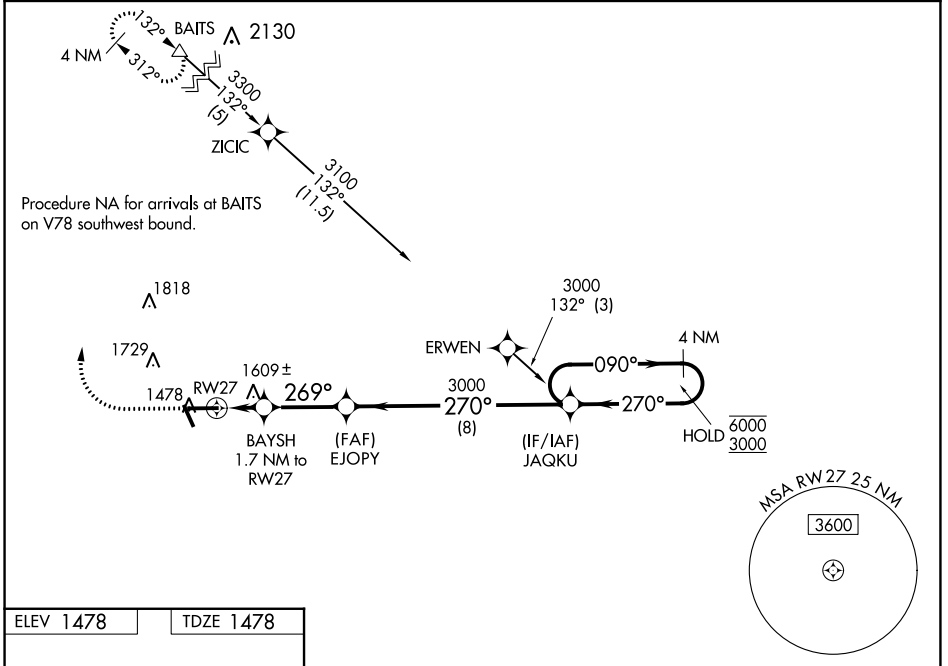 132°
BAITS
2130
4 NM
312°
3300
132°
(5)
ZICIC
3100
132°
(11.5)
Procedure NA for arrivals at BAITS
on V78 southwest bound.
1818
1729
1478
RW27
1609±
269°
BAYSH
1.7 NM to
RW27
(FAF)
EJOPY
3000
270°
(8)
ERWEN
3000
132° (3)
090°
4 NM
270°
(IF/IAF)
JAQKU
HOLD
6000
3000
MSA RW27 25 NM
3600
ELEV 1478
TDZE 1478